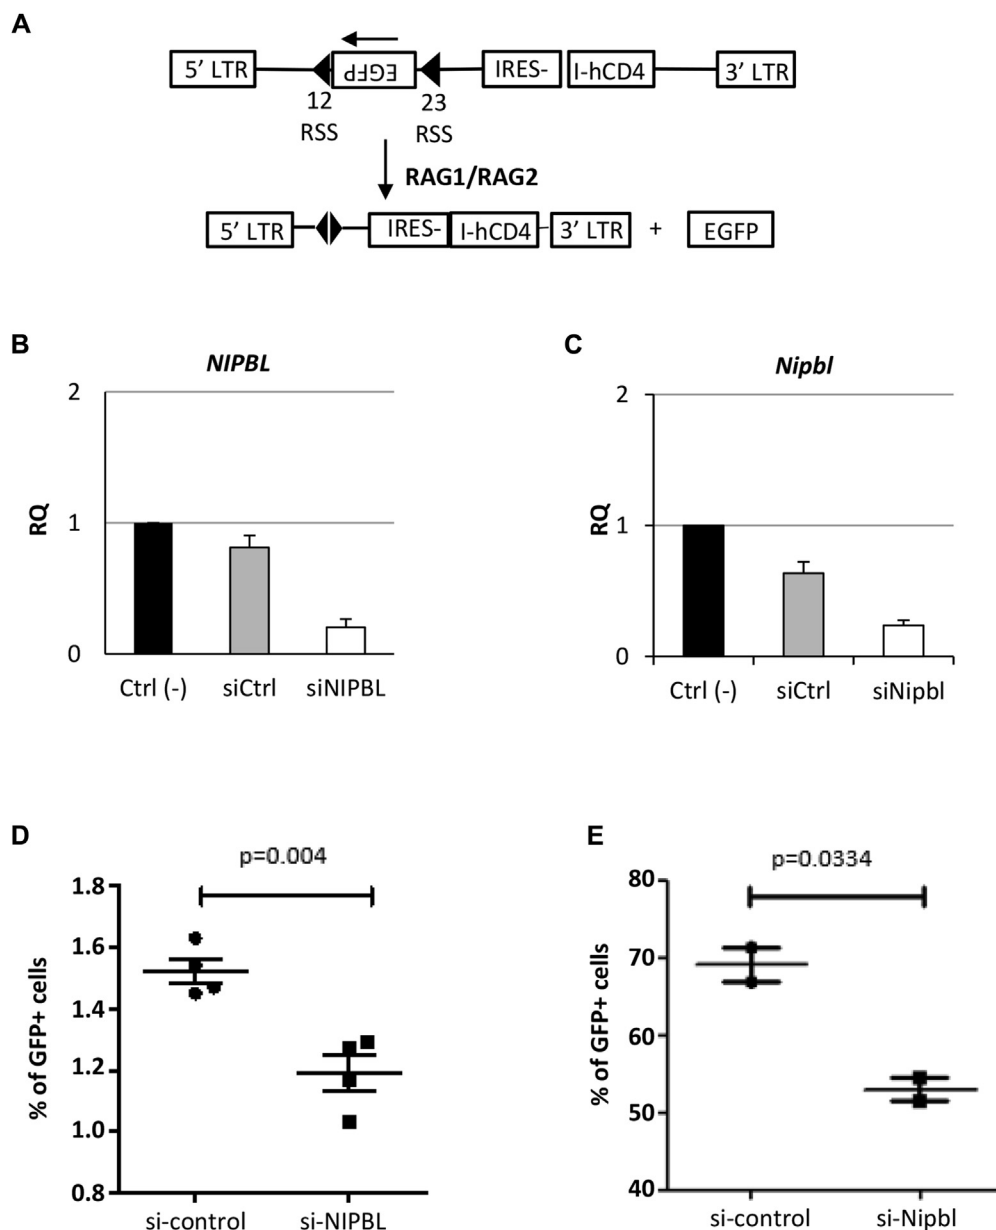 A
5' LTR EGFP IRES- I-hCD4 3' LTR
12 23
RSS RSS
RAG1/RAG2
5' LTR IRES- I-hCD4 3' LTR + EGFP
B
NIPBL
2
1
0
RQ
Ctrl (-) siCtrl siNIPBL
C
Nipbl
2
1
0
RQ
Ctrl (-) siCtrl siNipbl
D
p=0.004
1.8
1.6
1.4
1.2
1.0
0.8
% of GFP+ cells
si-control si-NIPBL
E
p=0.0334
80
70
60
50
40
% of GFP+ cells
si-control si-Nipbl